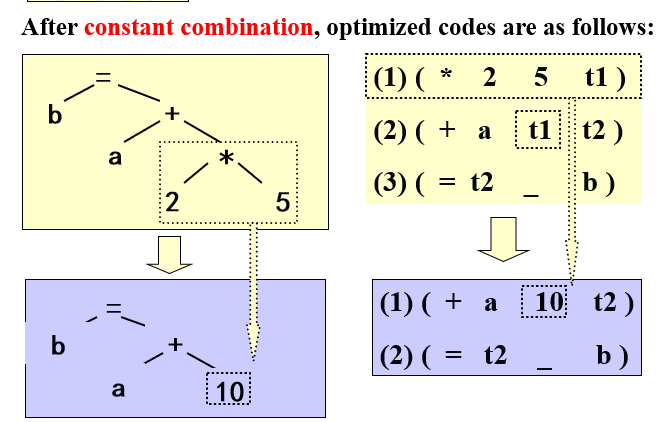 After constant combination, optimized codes are as follows:
=
b
+
a
*
2 5
=
b
+
a
10
(1) ( * 2 5 t1 )
(2) ( + a t1 t2 )
(3) ( = t2 _ b )
(1) ( + a 10 t2 )
(2) ( = t2 _ b )